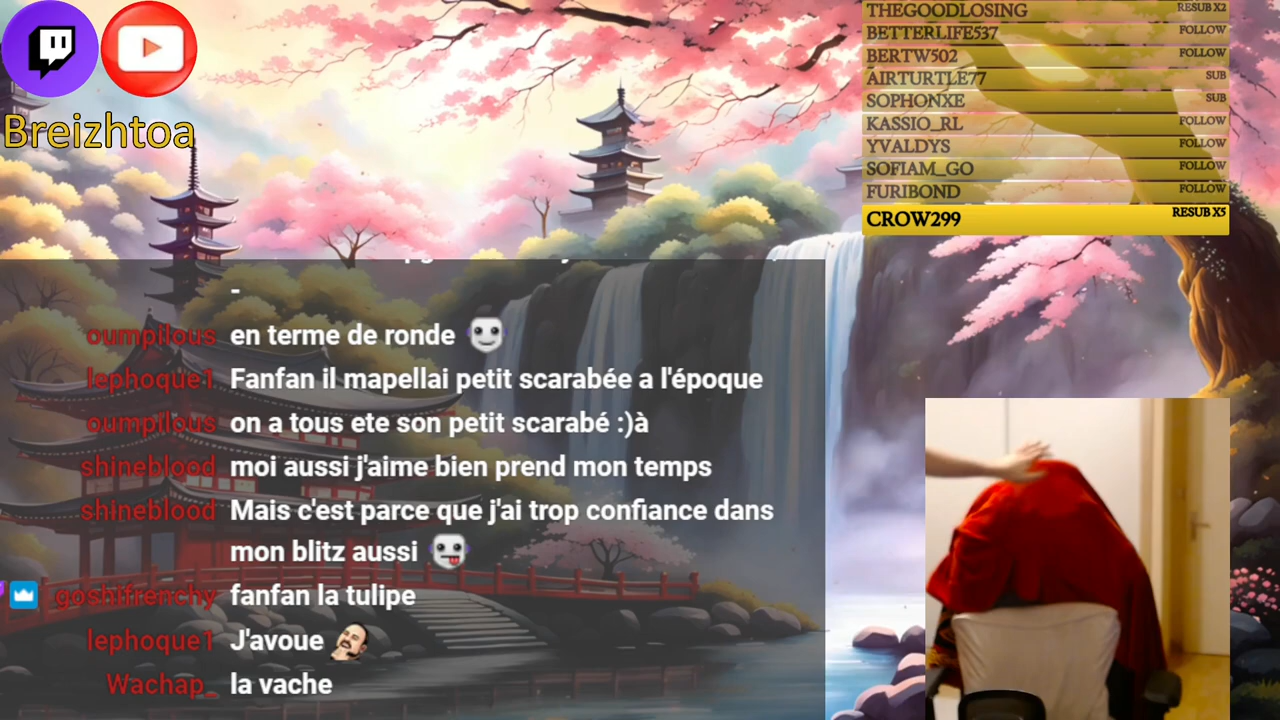 Breizhtoa
THEGOODLOSING RESUB X2
BETTERLIFE537 FOLLOW
BERTW502 FOLLOW
AIRTURTLE77 SUB
SOPHONXE SUB
KASSIO_RL FOLLOW
YVALDYS FOLLOW
SOFIAM_GO FOLLOW
FURIBOND FOLLOW
CROW299 RESUB X5
-
oumpilous en terme de ronde
lephoque1 Fanfan il mapellai petit scarabée a l'époque
oumpilous on a tous ete son petit scarabé :)à
shineblood moi aussi j'aime bien prend mon temps
shineblood Mais c'est parce que j'ai trop confiance dans
mon blitz aussi
goshifrenchy fanfan la tulipe
lephoque1 J'avoue
Wachap_ la vache